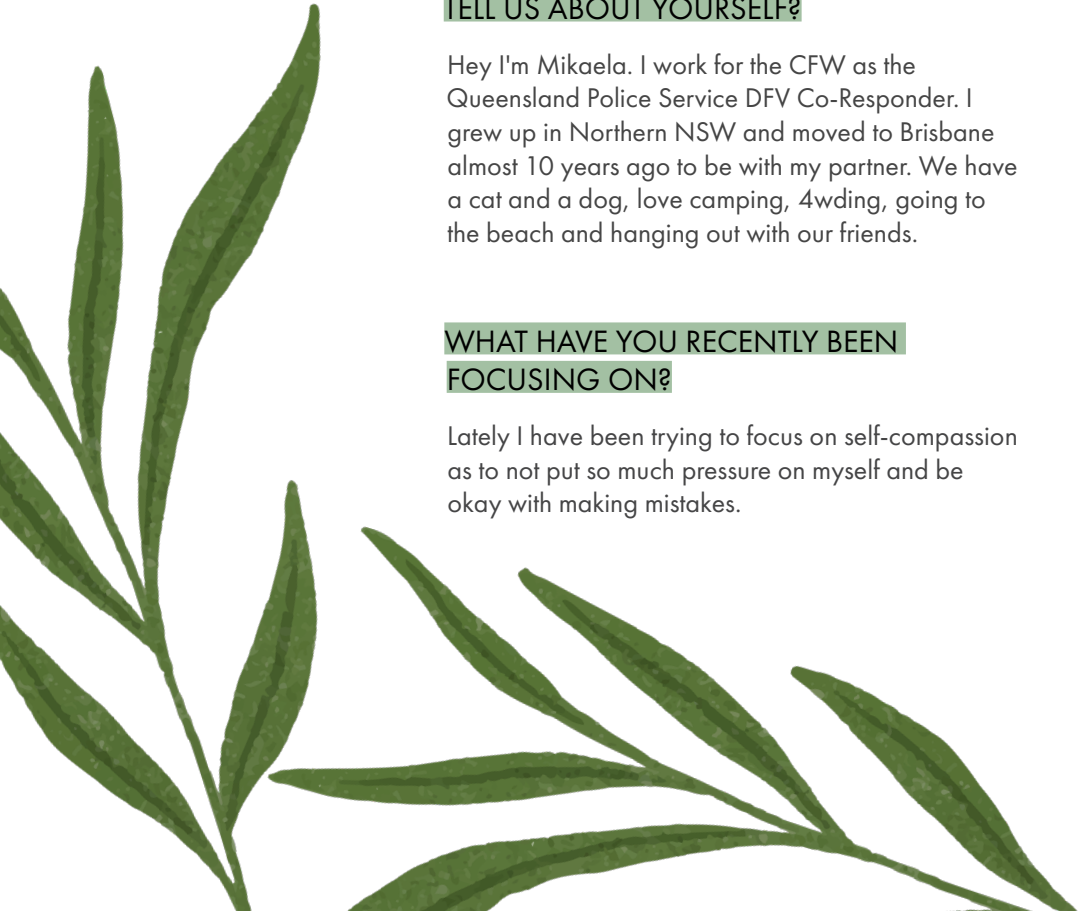 TELL US ABOUT YOURSELF?
Hey I'm Mikaela. I work for the CFW as the
Queensland Police Service DFV Co-Responder. I
grew up in Northern NSW and moved to Brisbane
almost 10 years ago to be with my partner. We have
a cat and a dog, love camping, 4wding, going to
the beach and hanging out with our friends.
WHAT HAVE YOU RECENTLY BEEN
FOCUSING ON?
Lately I have been trying to focus on self-compassion
as to not put so much pressure on myself and be
okay with making mistakes.